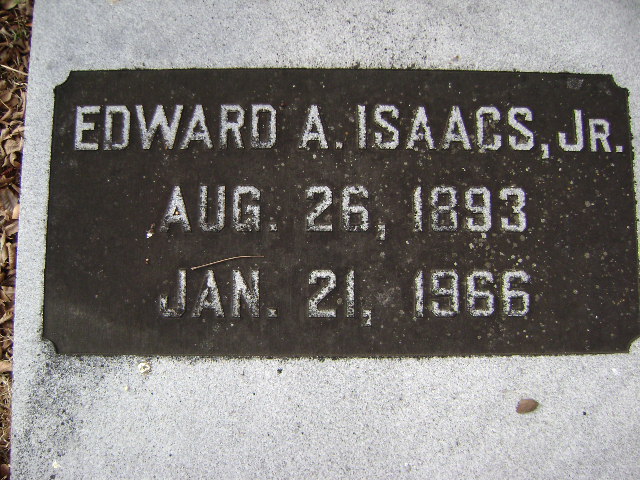 EDWARD A. ISAACS, JR.
AUG. 26, 1893
JAN. 21, 1966